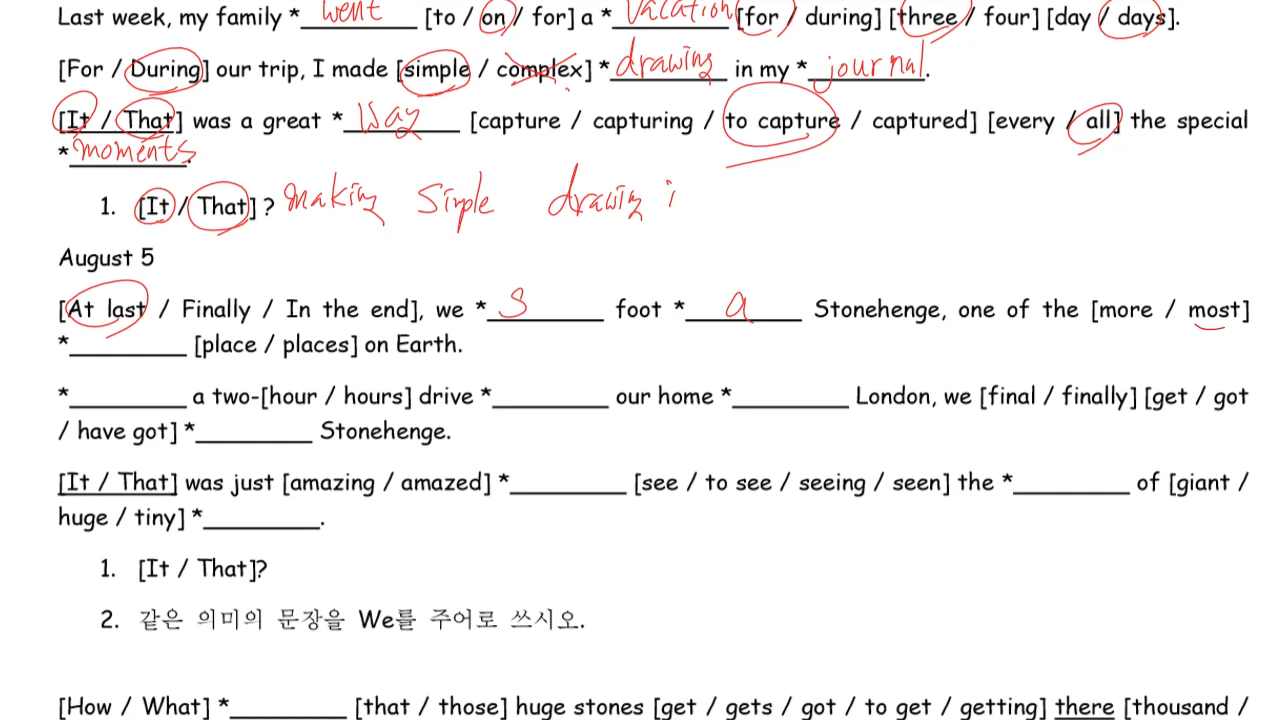 Last week, my family * went [to / on / for] a * vacation [for / during] [three / four] [day / days].
[For / During] our trip, I made [simple / complex] * drawing in my * journal.
[It / That] was a great * way [capture / capturing / to capture / captured] [every / all] the special
* moments.
1. [It / That] ? making simple drawing
August 5
[At last / Finally / In the end], we * s foot * a Stonehenge, one of the [more / most]
*_________ [place / places] on Earth.
*_________ a two-[hour / hours] drive *_________ our home *_________ London, we [final / finally] [get / got
/ have got] *_________ Stonehenge.
[It / That] was just [amazing / amazed] *_________ [see / to see / seeing / seen] the *_________ of [giant /
huge / tiny] *_________.
1. [It / That]?
2. 같은 의미의 문장을 We를 주어로 쓰시오.
[How / What] *_________ [that / those] huge stones [get / gets / got / to get / getting] there [thousand /